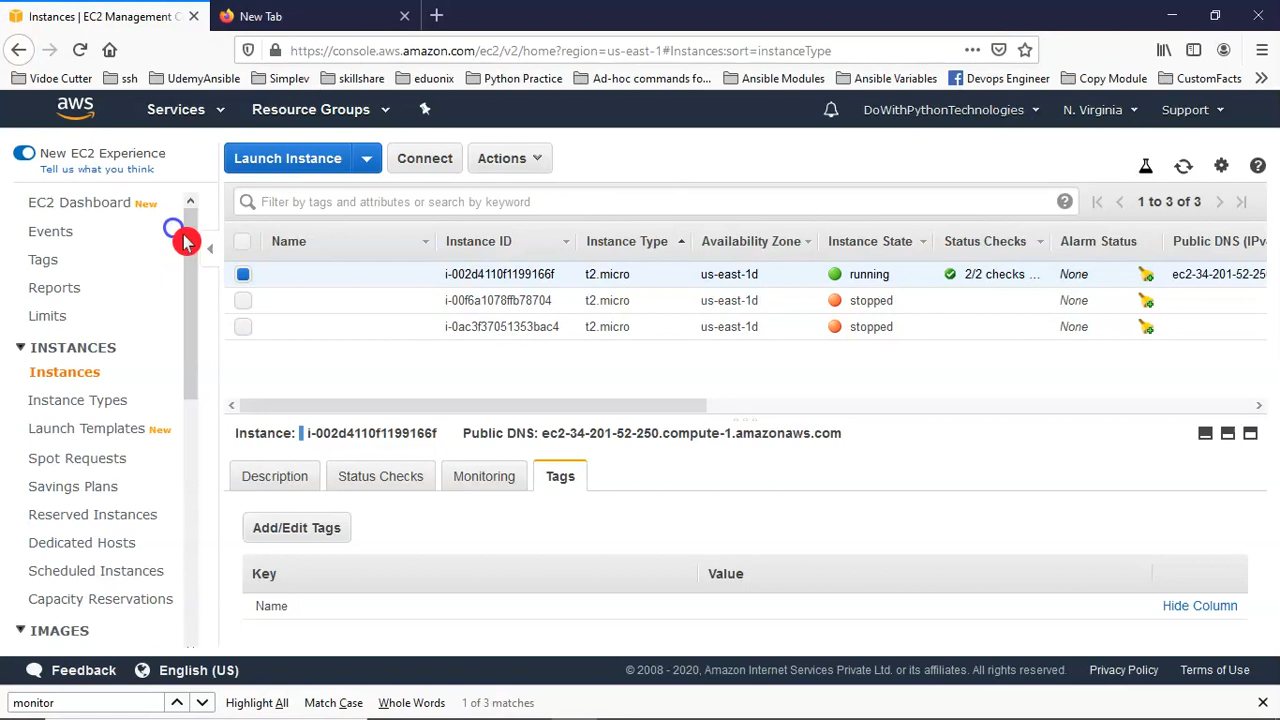 Instances | EC2 Management C
New Tab
https://console.aws.amazon.com/ec2/v2/home?region=us-east-1#Instances:sort=instanceType
Vidoe Cutter
ssh
UdemyAnsible
Simplev
skillshare
eduonix
Python Practice
Ad-hoc commands fo...
Ansible Modules
Ansible Variables
Devops Engineer
Copy Module
CustomFacts
aws
Services
Resource Groups
DoWithPythonTechnologies
N. Virginia
Support
New EC2 Experience
Tell us what you think
EC2 Dashboard New
Events
Tags
Reports
Limits
INSTANCES
Instances
Instance Types
Launch Templates New
Spot Requests
Savings Plans
Reserved Instances
Dedicated Hosts
Scheduled Instances
Capacity Reservations
IMAGES
Launch Instance
Connect
Actions
Filter by tags and attributes or search by keyword
1 to 3 of 3
Name Instance ID Instance Type Availability Zone Instance State Status Checks Alarm Status Public DNS (IPv
i-002d4110f1199166f t2.micro us-east-1d running 2/2 checks ... None ec2-34-201-52-25
i-00f6a1078ffb78704 t2.micro us-east-1d stopped None
i-0ac3f37051353bac4 t2.micro us-east-1d stopped None
Instance: i-002d4110f1199166f Public DNS: ec2-34-201-52-250.compute-1.amazonaws.com
Description Status Checks Monitoring Tags
Add/Edit Tags
Key Value
Name Hide Column
Feedback
English (US)
© 2008 - 2020, Amazon Internet Services Private Ltd. or its affiliates. All rights reserved.
Privacy Policy
Terms of Use
monitor
Highlight All
Match Case
Whole Words
1 of 3 matches